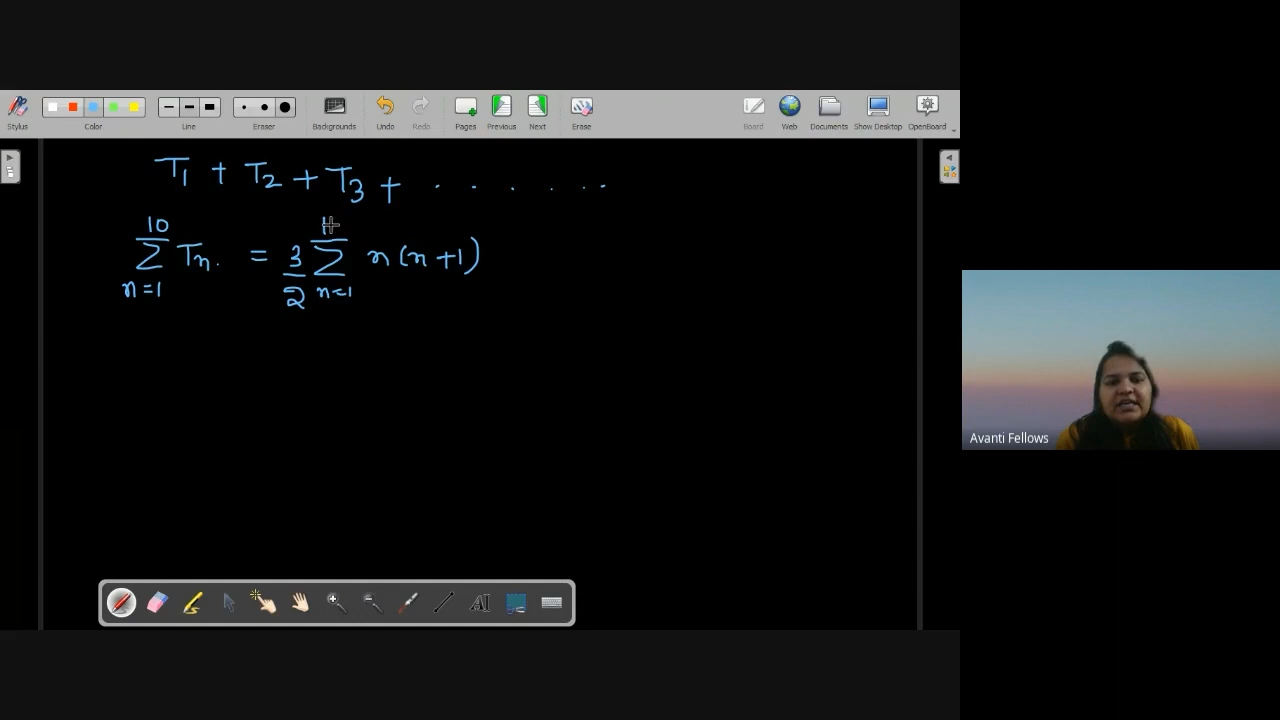 Stylus
Color
Line
Eraser
Backgrounds
Undo
Redo
Pages
Previous
Next
Erase
Board
Web
Documents
Show Desktop
OpenBoard
T₁ + T₂ + T₃ + . . . . . .
10
Σ Tₙ. = 3/2 Σ n(n+1)
n=1 n=1
AI
Avanti Fellows